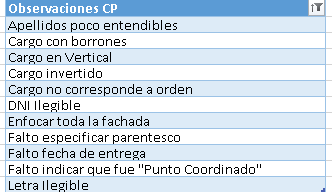 Observaciones CP
Apellidos poco entendibles
Cargo con borrones
Cargo en Vertical
Cargo invertido
Cargo no corresponde a orden
DNI Ilegible
Enfocar toda la fachada
Falto especificar parentesco
Falto fecha de entrega
Falto indicar que fue "Punto Coordinado"
Letra Ilegible